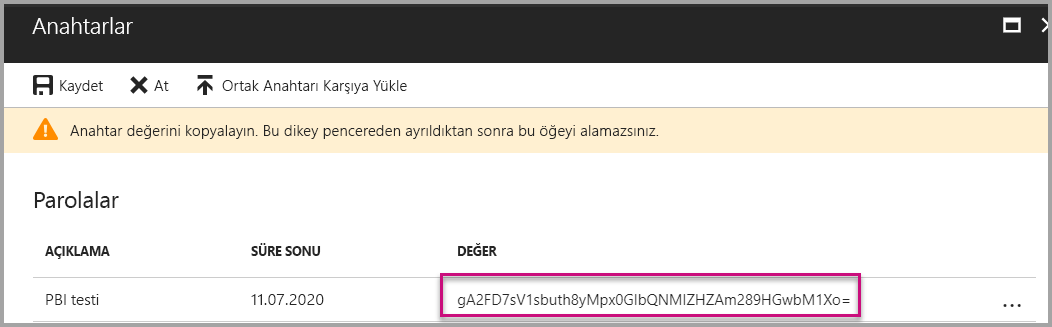 Anahtarlar
Kaydet At Ortak Anahtarı Karşıya Yükle
Anahtar değerini kopyalayın. Bu dikey pencereden ayrıldıktan sonra bu öğeyi alamazsınız.
Parolalar
AÇIKLAMA SÜRE SONU DEĞER
PBI testi 11.07.2020 gA2FD7sV1sbuth8yMpx0GlbQNMIZHZAm289HGwbM1Xo= ...